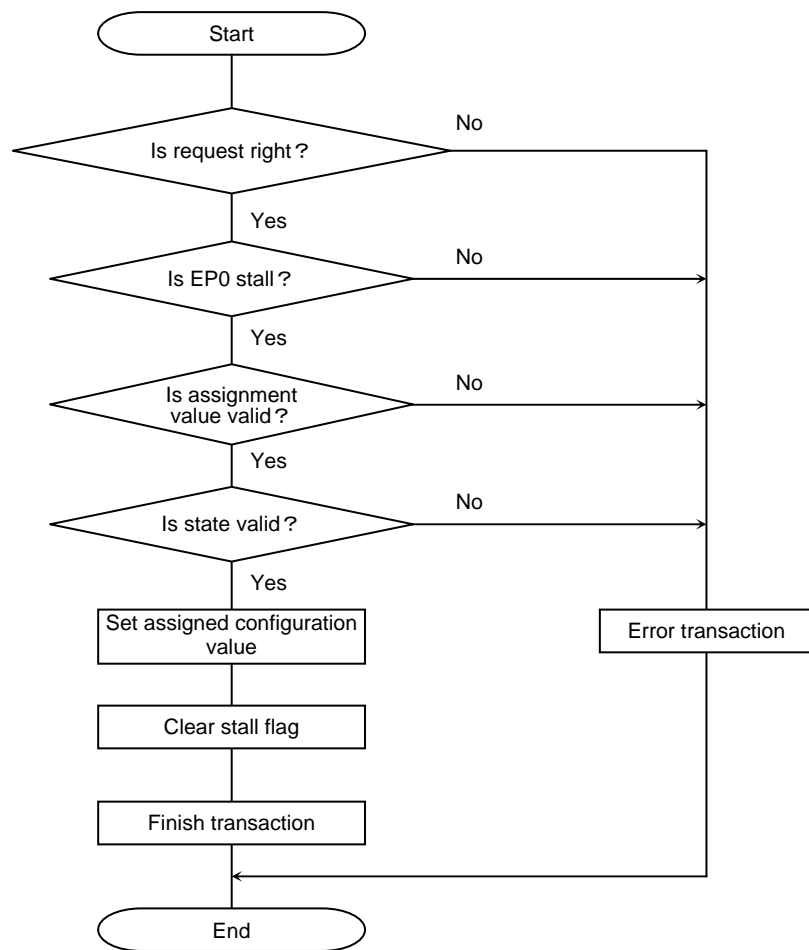 Start
No
Is request right？
Yes
No
Is EP0 stall？
Yes
No
Is assignment
value valid？
Yes
No
Is state valid？
Yes
Set assigned configuration
value
Error transaction
Clear stall flag
Finish transaction
End